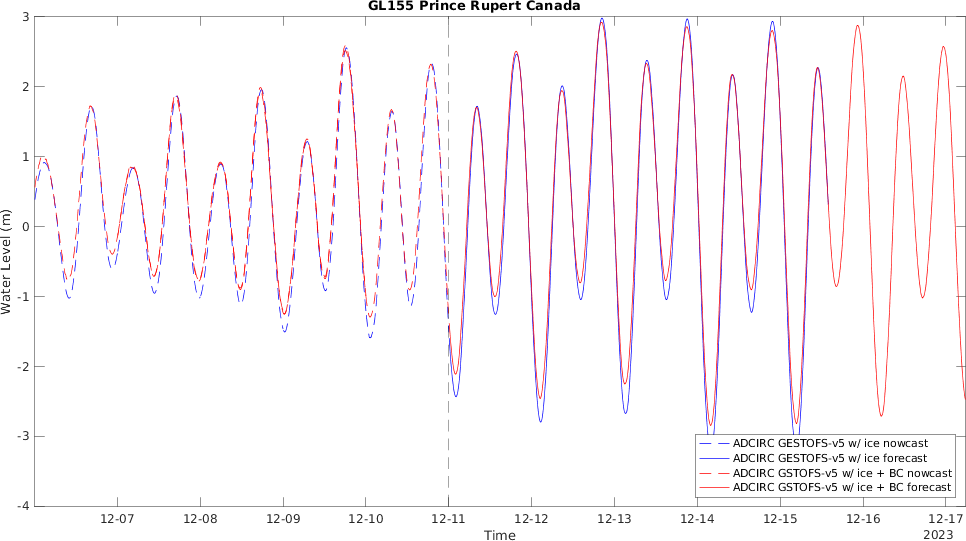 GL155 Prince Rupert Canada
3
2
1
0
-1
-2
-3
-4
Water Level (m)
ADCIRC GESTOFS-v5 w/ ice nowcast
ADCIRC GESTOFS-v5 w/ ice forecast
ADCIRC GSTOFS-v5 w/ ice + BC nowcast
ADCIRC GSTOFS-v5 w/ ice + BC forecast
12-07 12-08 12-09 12-10 12-11 12-12 12-13 12-14 12-15 12-16 12-17
Time
2023